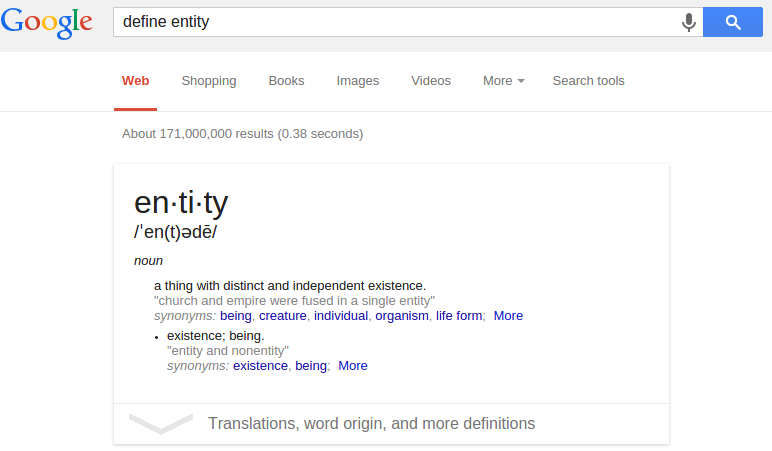 Google
define entity
Web Shopping Books Images Videos More Search tools
About 171,000,000 results (0.38 seconds)
en·ti·ty
/ˈen(t)ədē/
noun
a thing with distinct and independent existence.
"church and empire were fused in a single entity"
synonyms: being, creature, individual, organism, life form; More
• existence; being.
"entity and nonentity"
synonyms: existence, being; More
Translations, word origin, and more definitions